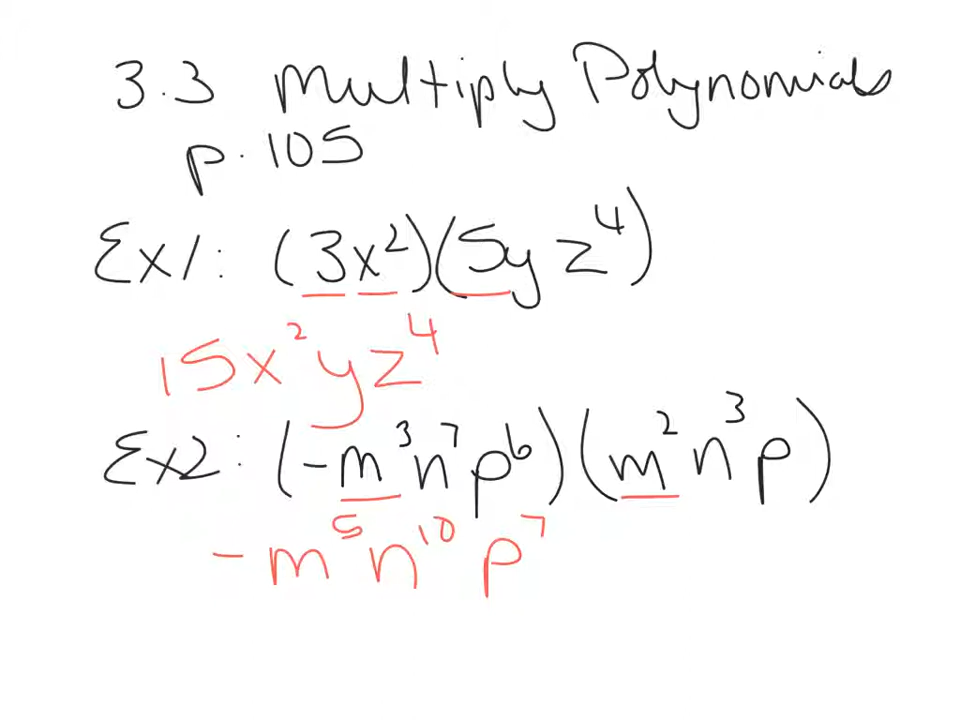 3.3 Multiply Polynomials
p.105
Ex1: (3x²)(5yz⁴)
15x²yz⁴
Ex2: (-m³n⁷p⁶)(m²n³p)
-m⁵n¹⁰p⁷